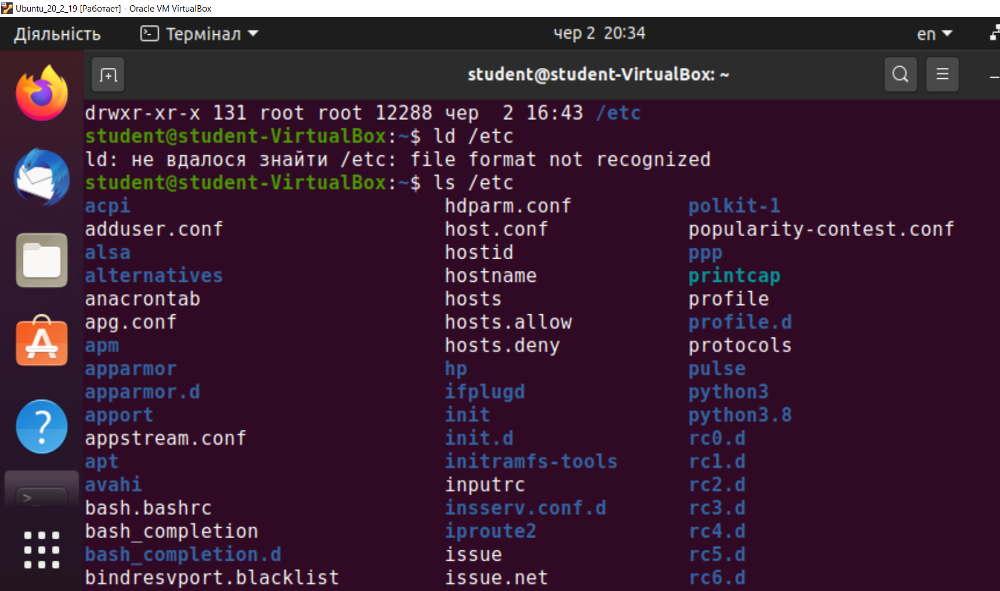 Ubuntu_20_2_19 [Работает] - Oracle VM VirtualBox
Діяльність Термінал чер 2 20:34 en
student@student-VirtualBox: ~
drwxr-xr-x 131 root root 12288 чер  2 16:43 /etc
student@student-VirtualBox:~$ ld /etc
ld: не вдалося знайти /etc: file format not recognized
student@student-VirtualBox:~$ ls /etc
acpi hdparm.conf polkit-1
adduser.conf host.conf popularity-contest.conf
alsa hostid ppp
alternatives hostname printcap
anacrontab hosts profile
apg.conf hosts.allow profile.d
apm hosts.deny protocols
apparmor hp pulse
apparmor.d ifplugd python3
apport init python3.8
appstream.conf init.d rc0.d
apt initramfs-tools rc1.d
avahi inputrc rc2.d
bash.bashrc insserv.conf.d rc3.d
bash_completion iproute2 rc4.d
bash_completion.d issue rc5.d
bindresvport.blacklist issue.net rc6.d